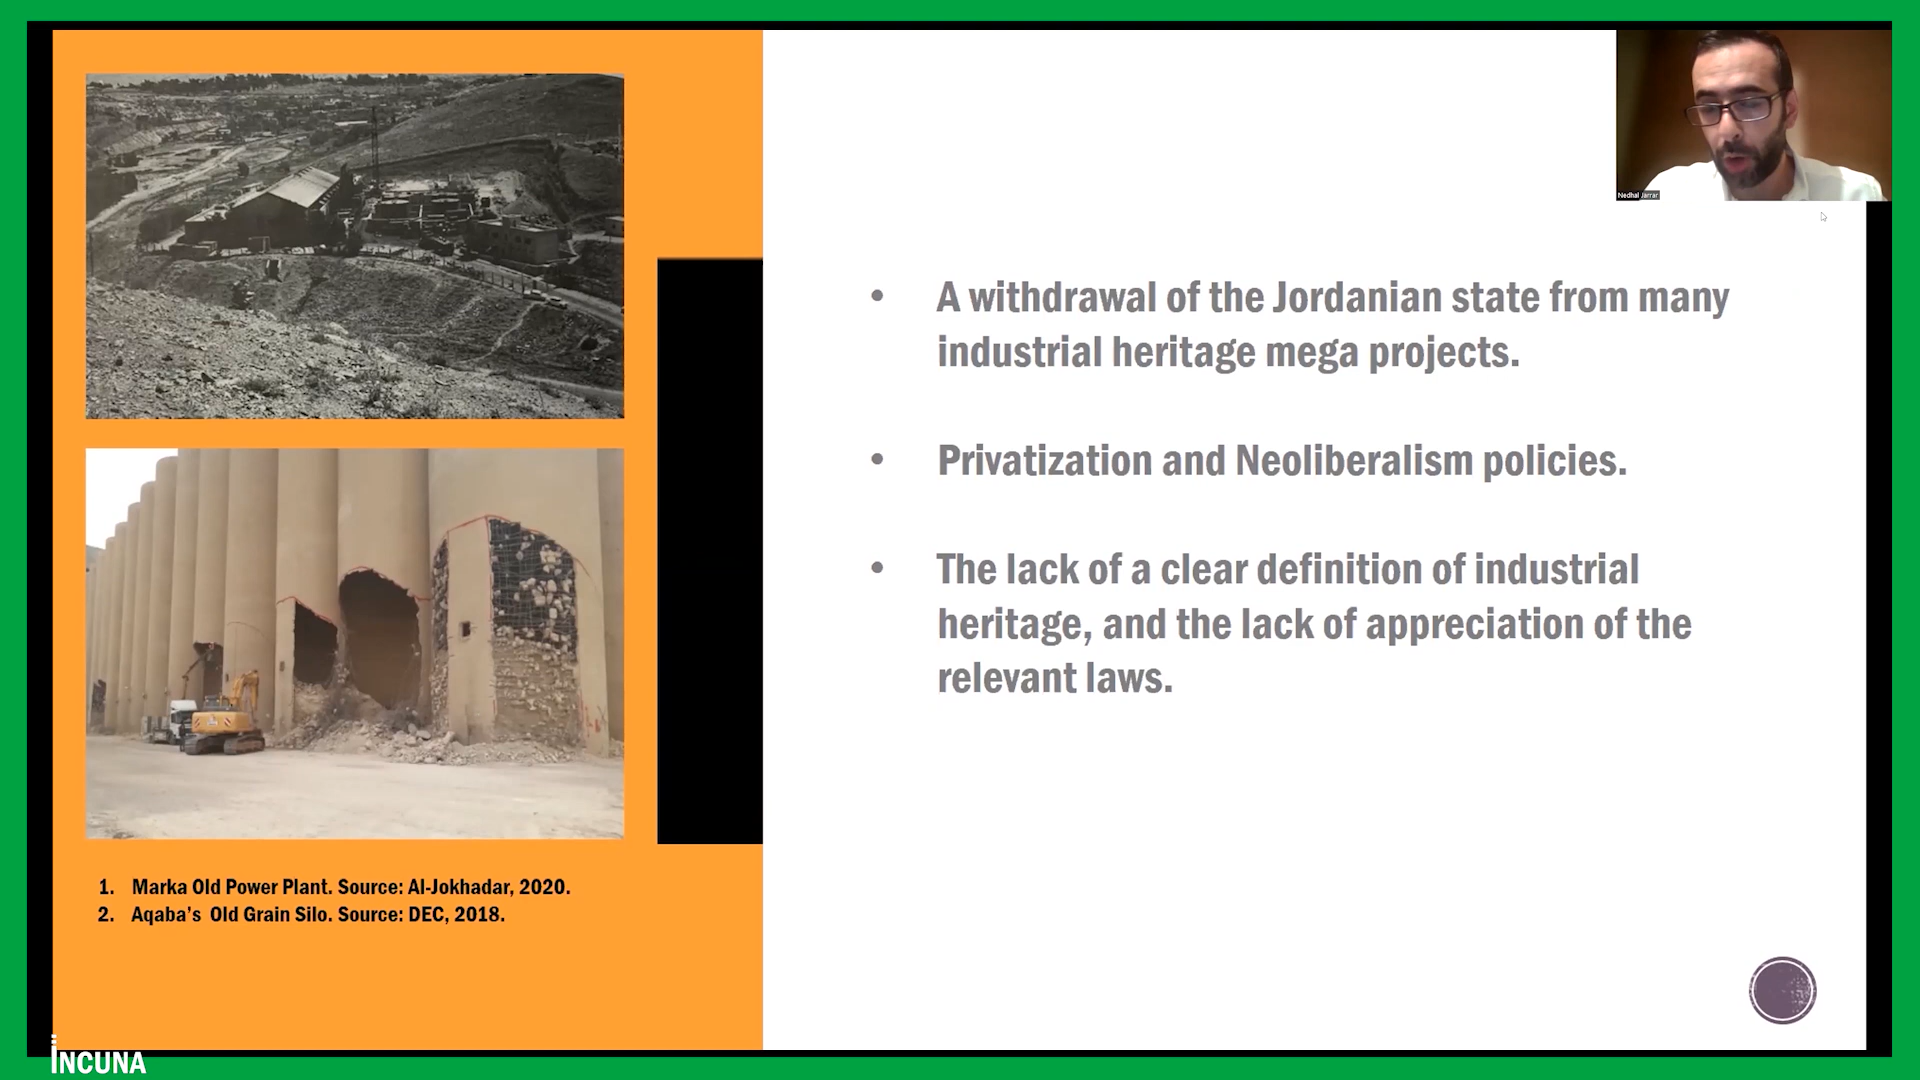 Nedhal Jarrar
• A withdrawal of the Jordanian state from many
industrial heritage mega projects.
• Privatization and Neoliberalism policies.
• The lack of a clear definition of industrial
heritage, and the lack of appreciation of the
relevant laws.
1. Marka Old Power Plant. Source: Al-Jokhadar, 2020.
2. Aqaba's Old Grain Silo. Source: DEC, 2018.
INCUNA